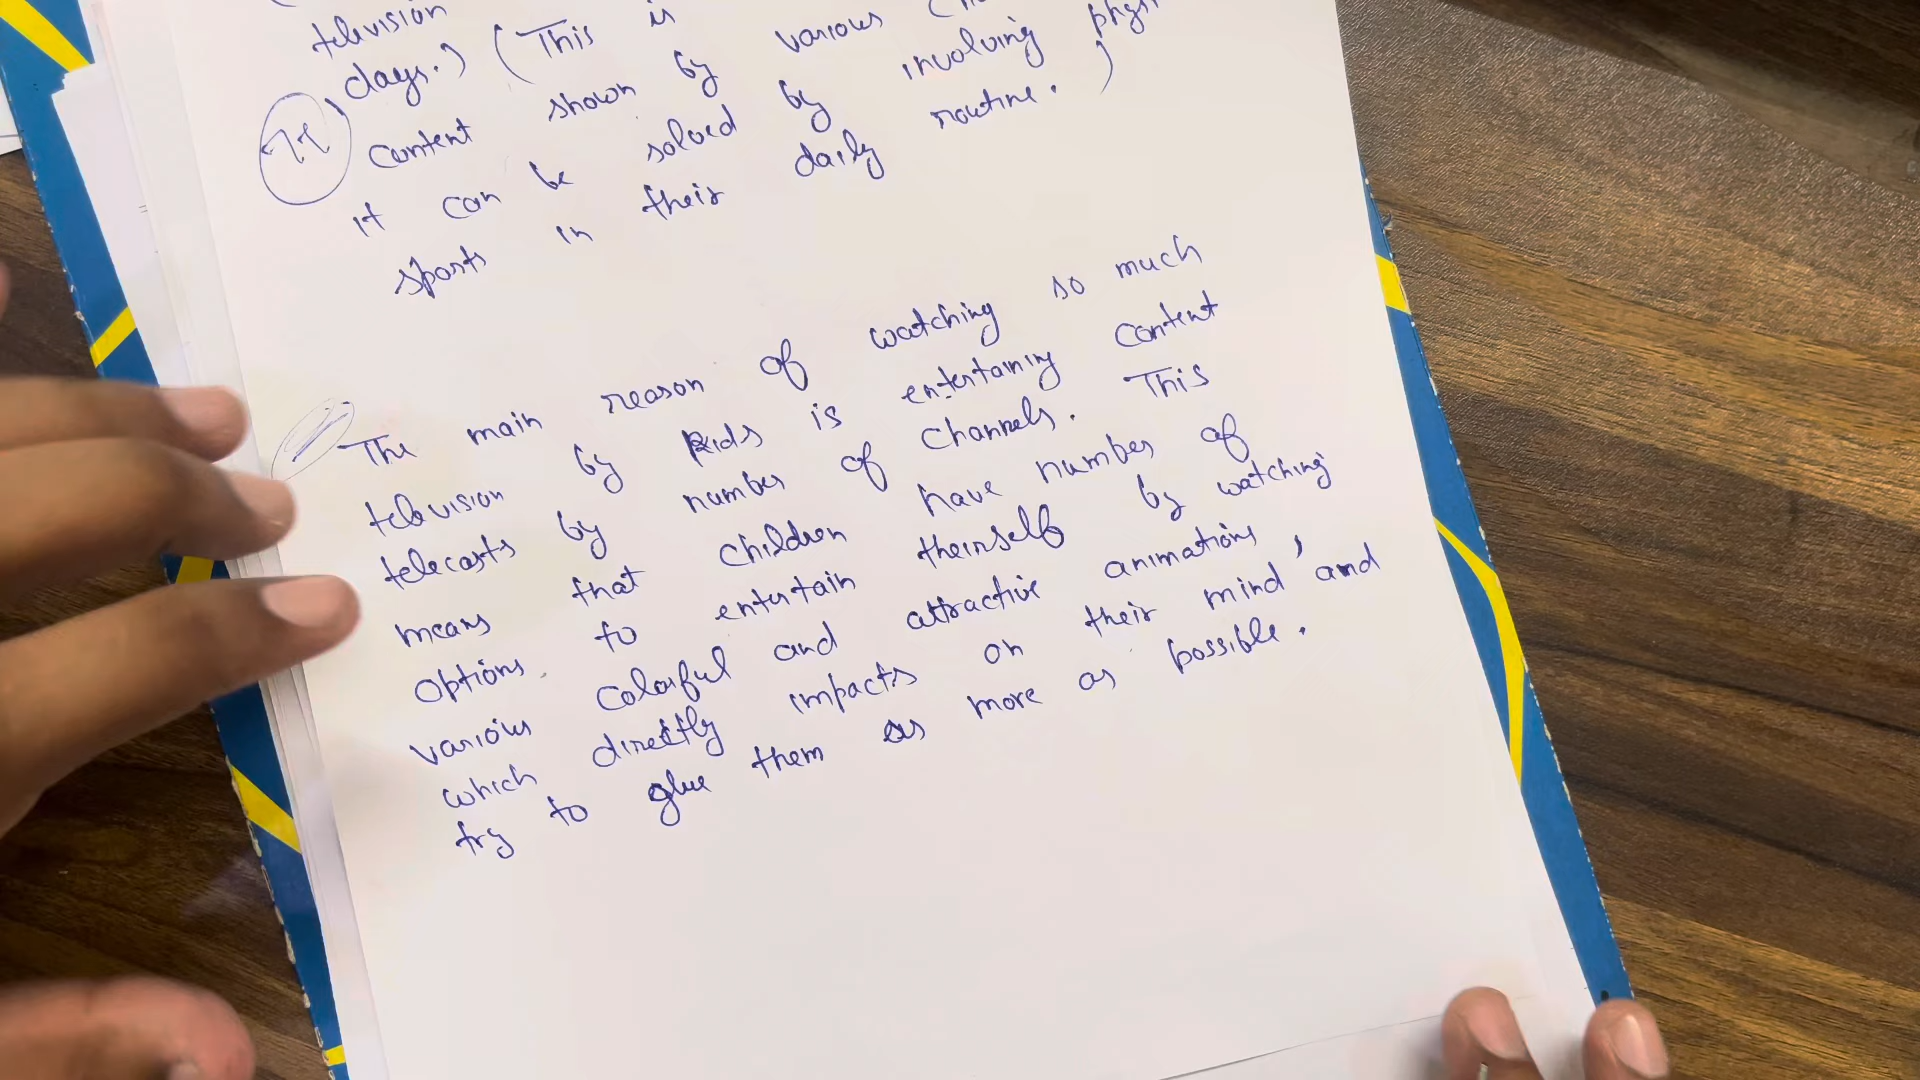 television
days.) (This is
content shown by various
it can be solved by involving
sports in their daily routine.)
The main reason of watching so much
television by kids is entertaining content
telecasts by number of channels. This
means that children have number of
options to entertain theirself by watching
various colorful and attractive animations,
which directly impacts on their mind and
try to glue them as more as possible.